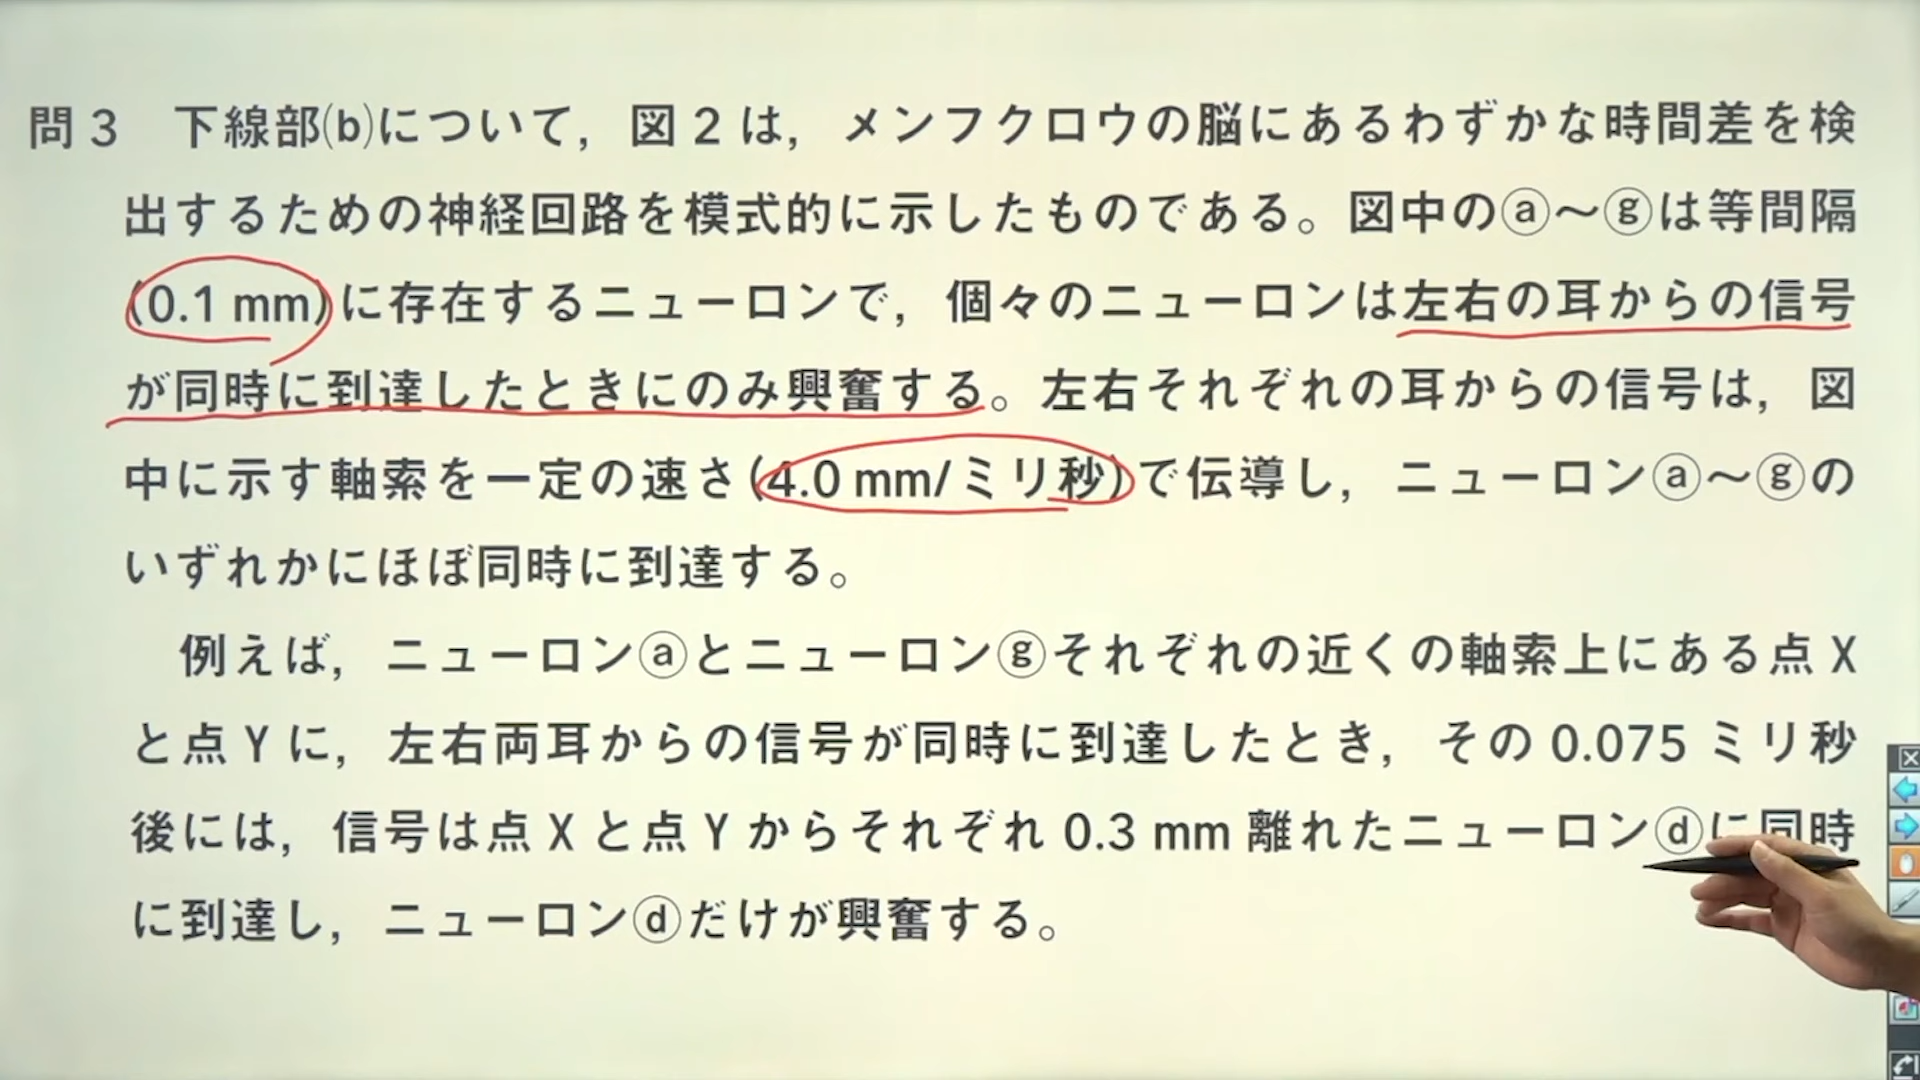 問3 下線部(b)について，図2は，メンフクロウの脳にあるわずかな時間差を検
出するための神経回路を模式的に示したものである。図中のⓐ～ⓖは等間隔
(0.1 mm)に存在するニューロンで，個々のニューロンは左右の耳からの信号
が同時に到達したときにのみ興奮する。左右それぞれの耳からの信号は，図
中に示す軸索を一定の速さ(4.0 mm/ミリ秒)で伝導し，ニューロンⓐ～ⓖの
いずれかにほぼ同時に到達する。
例えば，ニューロンⓐとニューロンⓖそれぞれの近くの軸索上にある点X
と点Yに，左右両耳からの信号が同時に到達したとき，その0.075ミリ秒
後には，信号は点Xと点Yからそれぞれ0.3 mm離れたニューロンⓓに同時
に到達し，ニューロンⓓだけが興奮する。